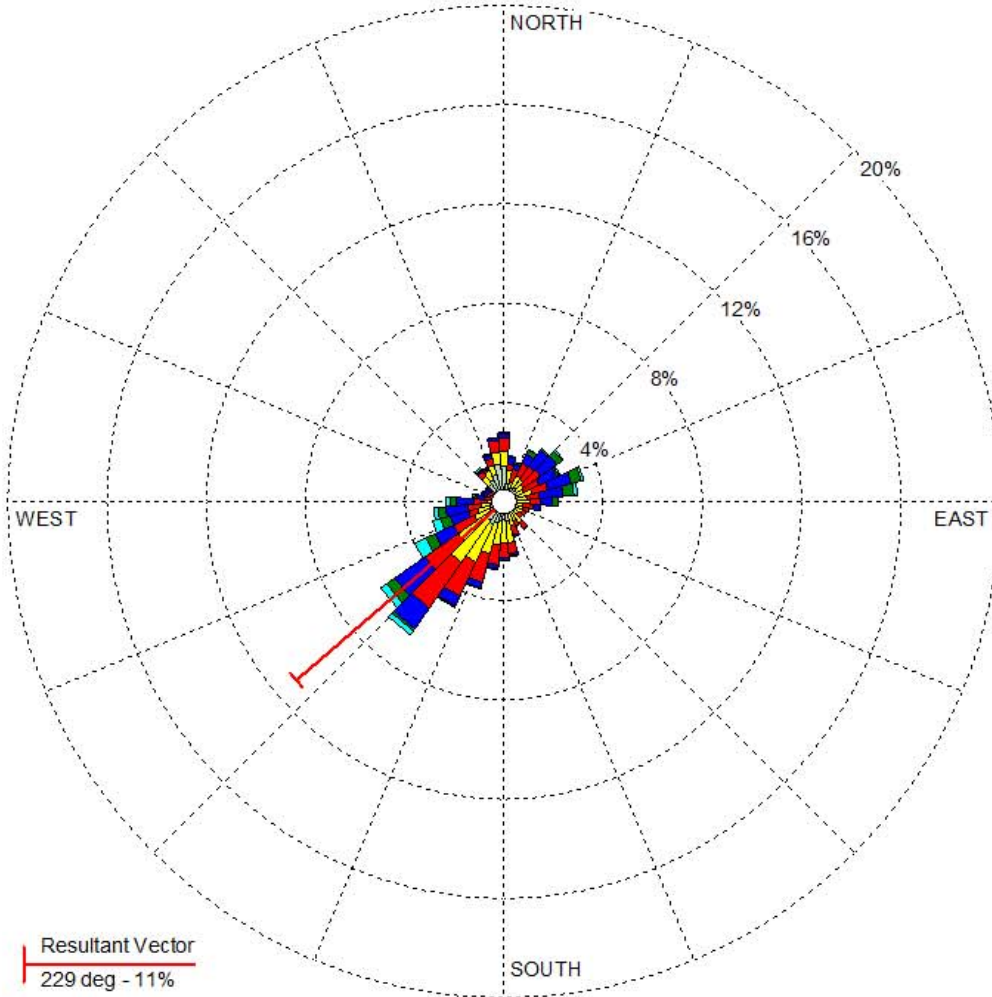 NORTH
20%
16%
12%
8%
4%
WEST
EAST
Resultant Vector
229 deg - 11%
SOUTH